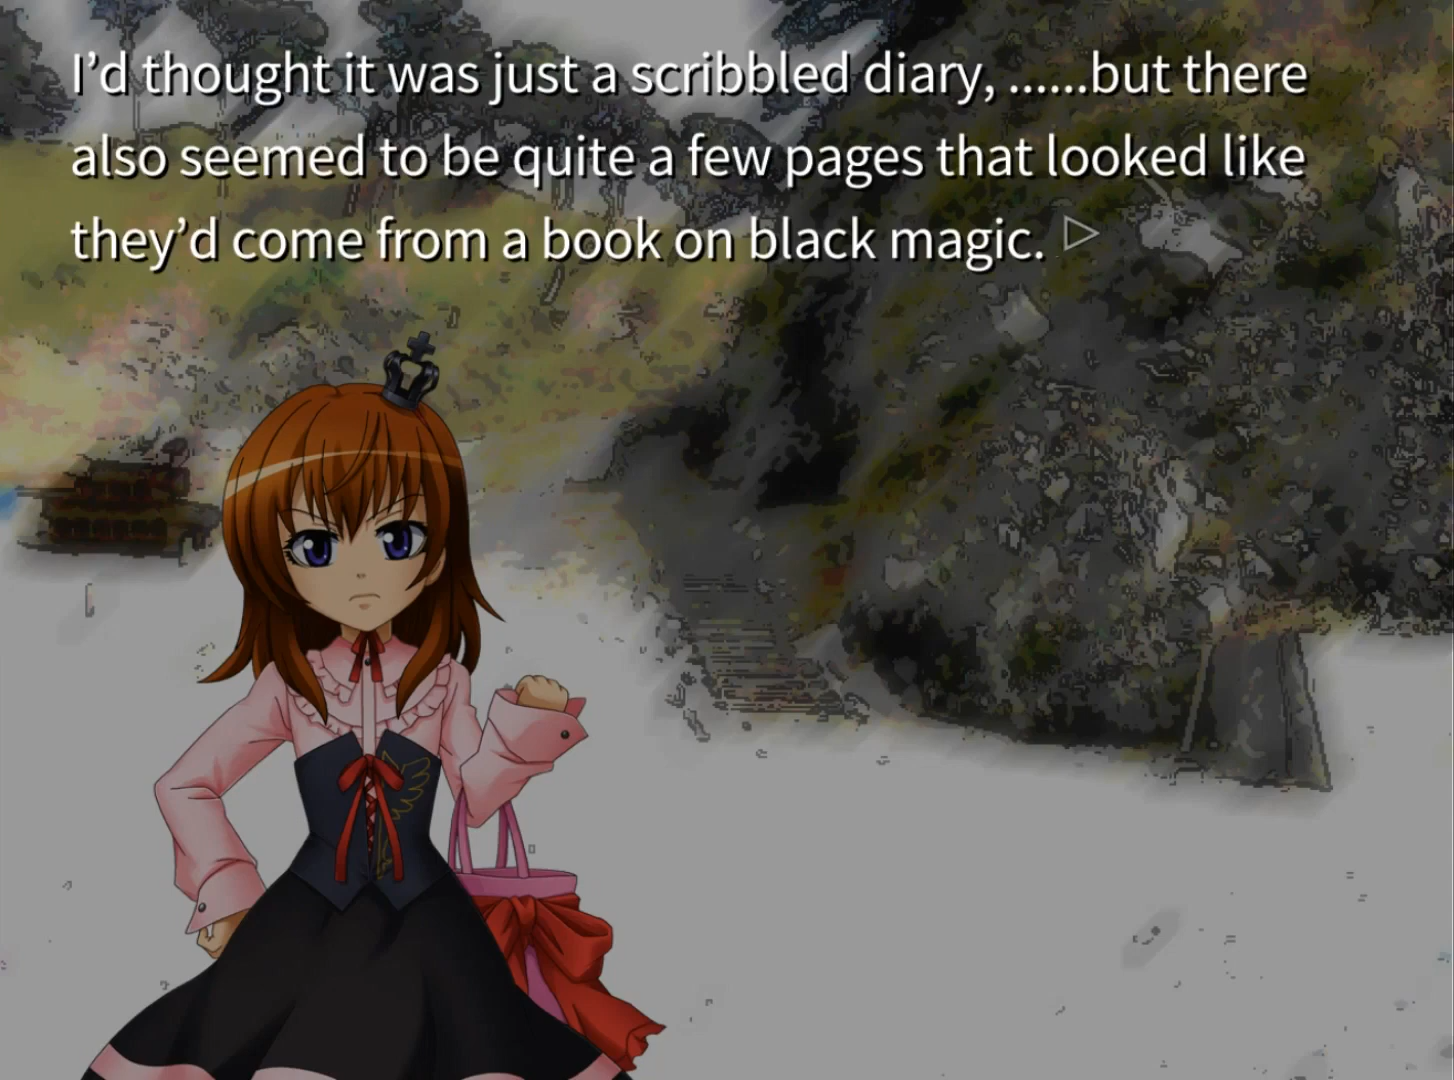 I’d thought it was just a scribbled diary, ......but there
also seemed to be quite a few pages that looked like
they’d come from a book on black magic.